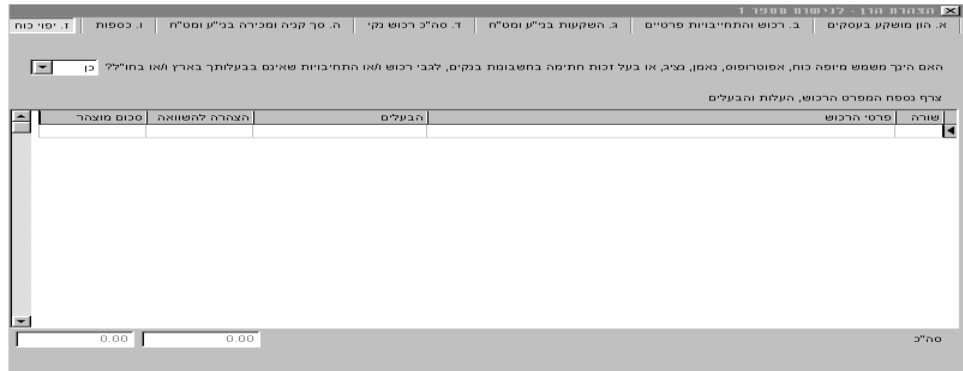 הצהרת הון - לנישום מספר 1
א. הון מושקע בעסקים ב. רכוש והתחייבויות פרטיים ג. השקעות בני"ע ומט"ח ד. סה"כ רכוש נקי ה. סך קניה ומכירה בני"ע ומט"ח ו. כספות ז. יפוי כוח
האם הינך משמש מיופה כוח, אפוטרופוס, נאמן, נציג, או בעל זכות חתימה בחשבונות בנקים, לגבי רכוש ו/או התחיבויות שאינם בבעלותך בארץ ו/או בחו"ל? כן
צרף נספח המפרט הרכוש, העלות והבעלים
שורה פרטי הרכוש הבעלים הצהרה להשוואה סכום מוצהר
סה"כ 0.00 0.00